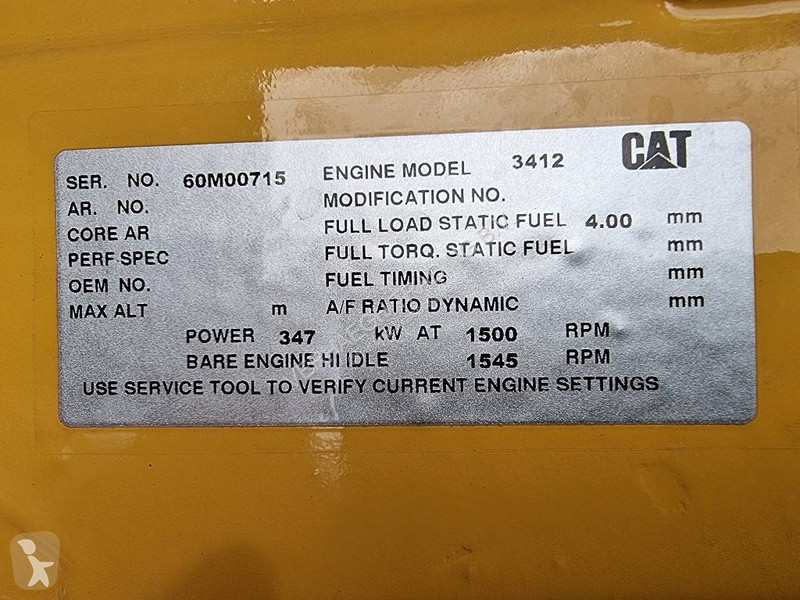 CAT
SER. NO. 60M00715 ENGINE MODEL 3412
AR. NO. MODIFICATION NO.
CORE AR FULL LOAD STATIC FUEL 4.00 mm
PERF SPEC FULL TORQ. STATIC FUEL mm
OEM NO. FUEL TIMING mm
MAX ALT m A/F RATIO DYNAMIC mm
POWER 347 kW AT 1500 RPM
BARE ENGINE HI IDLE 1545 RPM
USE SERVICE TOOL TO VERIFY CURRENT ENGINE SETTINGS